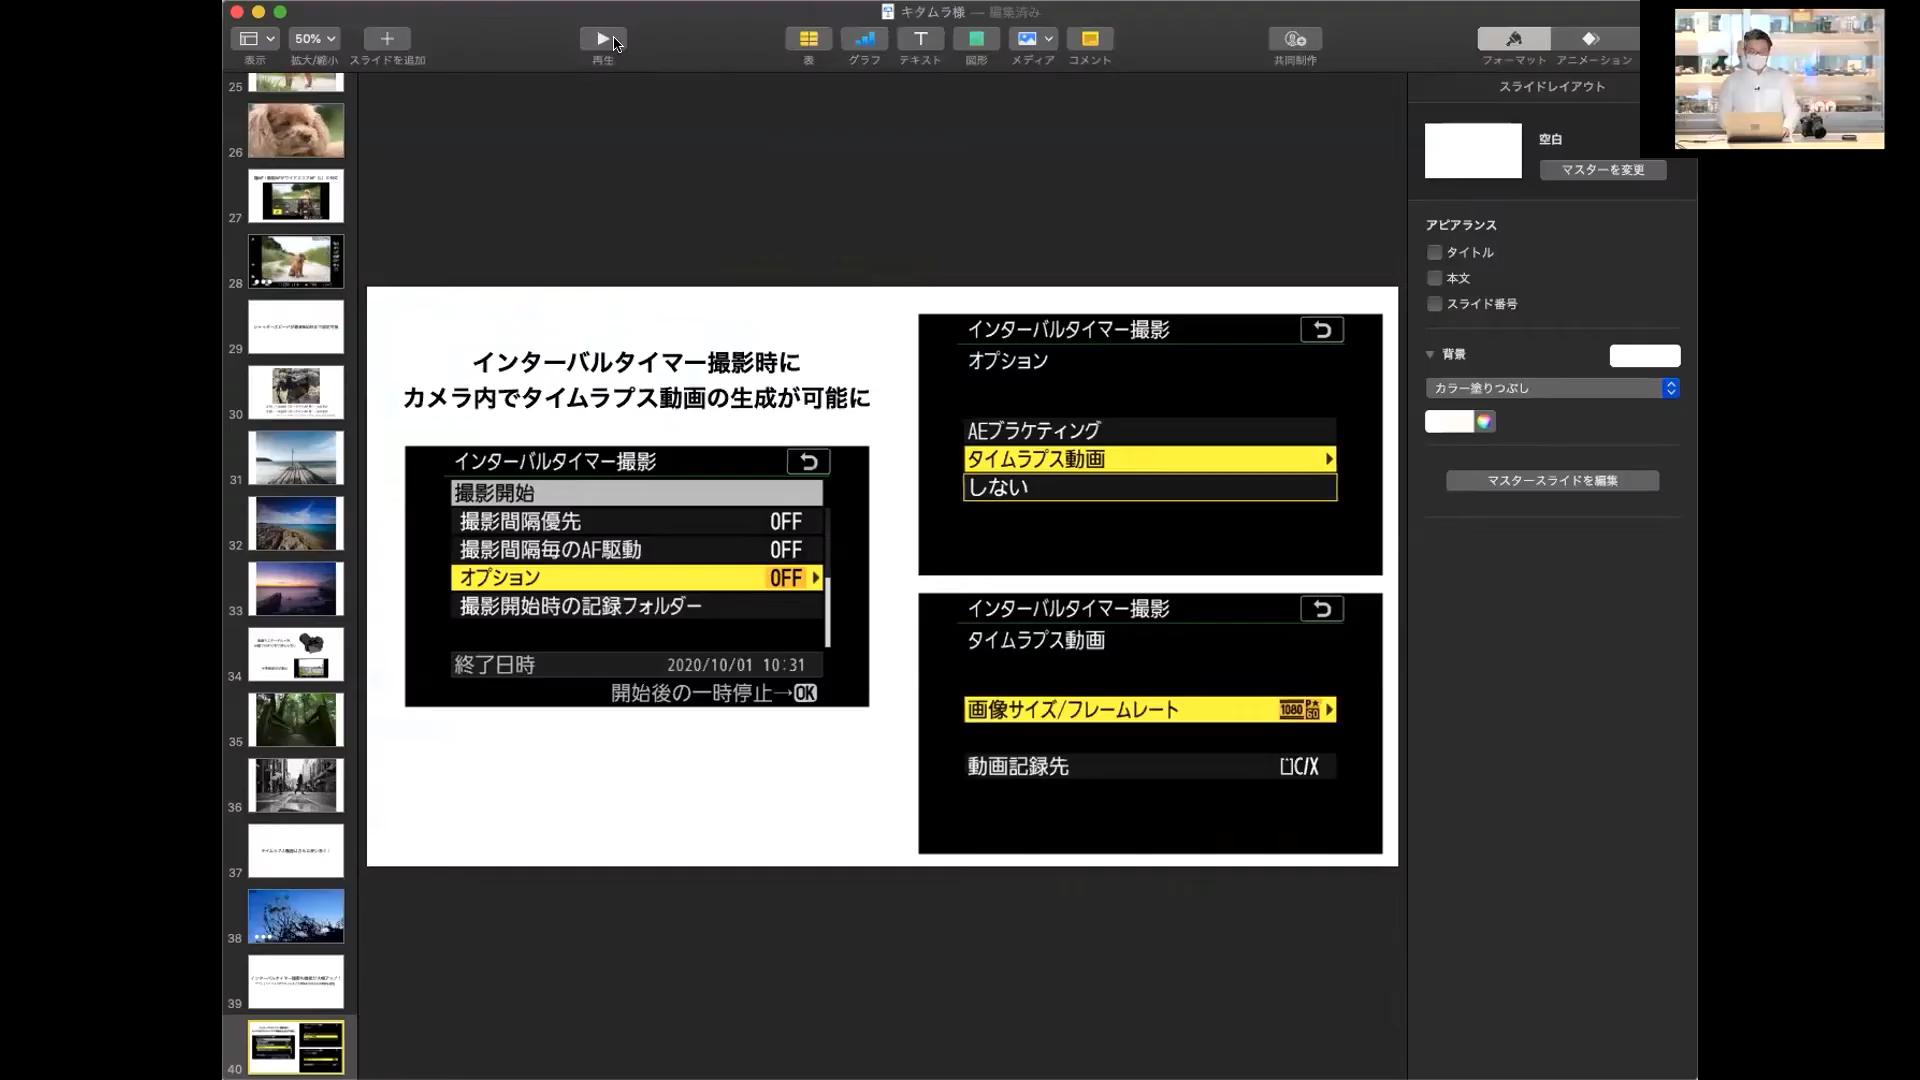 キタムラ様 — 編集済み
50%
表示
拡大/縮小
スライドを追加
再生
表
グラフ
テキスト
図形
メディア
コメント
共同制作
フォーマット
アニメーション
25
26
27
28
29
30
31
32
33
34
35
36
37
38
39
40
インターバルタイマー撮影時に
カメラ内でタイムラプス動画の生成が可能に
インターバルタイマー撮影
撮影開始
撮影間隔優先 OFF
撮影間隔毎のAF駆動 OFF
オプション OFF
撮影開始時の記録フォルダー
終了日時 2020/10/01 10:31
開始後の一時停止→OK
インターバルタイマー撮影
オプション
AEブラケティング
タイムラプス動画
しない
インターバルタイマー撮影
タイムラプス動画
画像サイズ/フレームレート 1080 P★ 60
動画記録先 C/X
スライドレイアウト
空白
マスターを変更
アピアランス
タイトル
本文
スライド番号
背景
カラー塗りつぶし
マスタースライドを編集